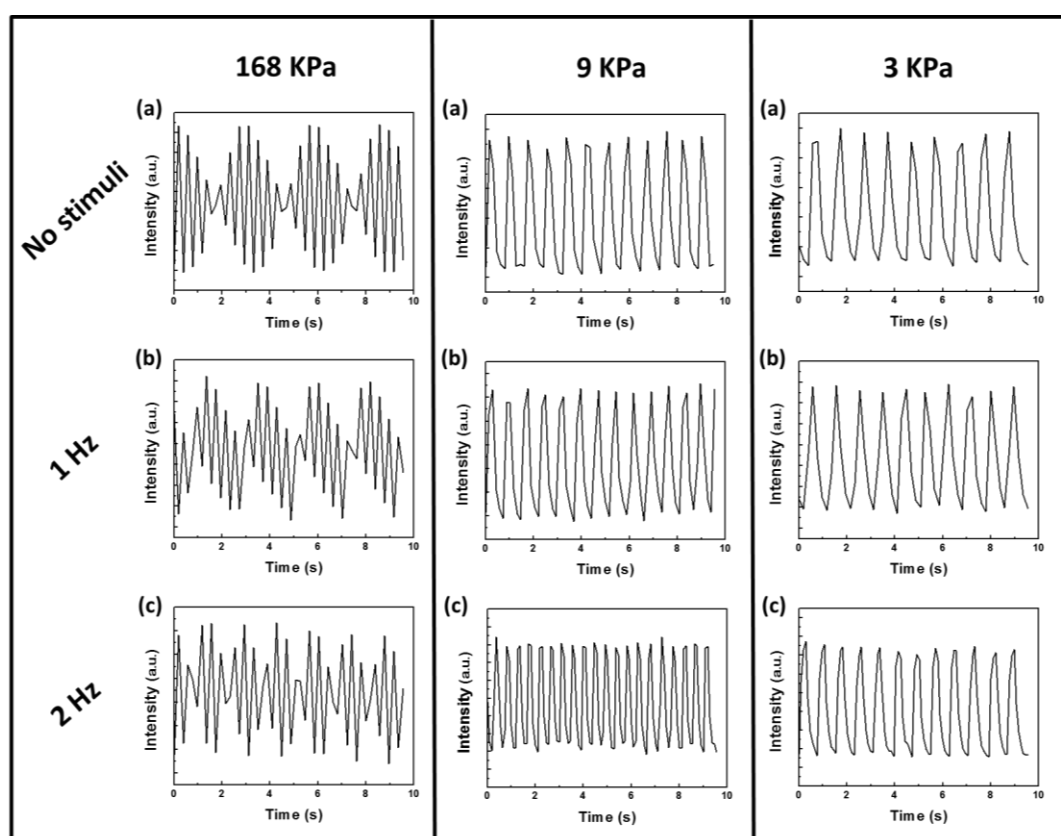 168 KPa
9 KPa
3 KPa
No stimuli
(a)
Intensity (a.u.)
0 2 4 6 8 10
Time (s)
(a)
Intensity (a.u.)
0 2 4 6 8 10
Time (s)
(a)
Intensity (a.u.)
0 2 4 6 8 10
Time (s)
1 Hz
(b)
Intensity (a.u.)
0 2 4 6 8 10
Time (s)
(b)
Intensity (a.u.)
0 2 4 6 8 10
Time (s)
(b)
Intensity (a.u.)
0 2 4 6 8 10
Time (s)
2 Hz
(c)
Intensity (a.u.)
0 2 4 6 8 10
Time (s)
(c)
Intensity (a.u.)
0 2 4 6 8 10
Time (s)
(c)
Intensity (a.u.)
0 2 4 6 8 10
Time (s)